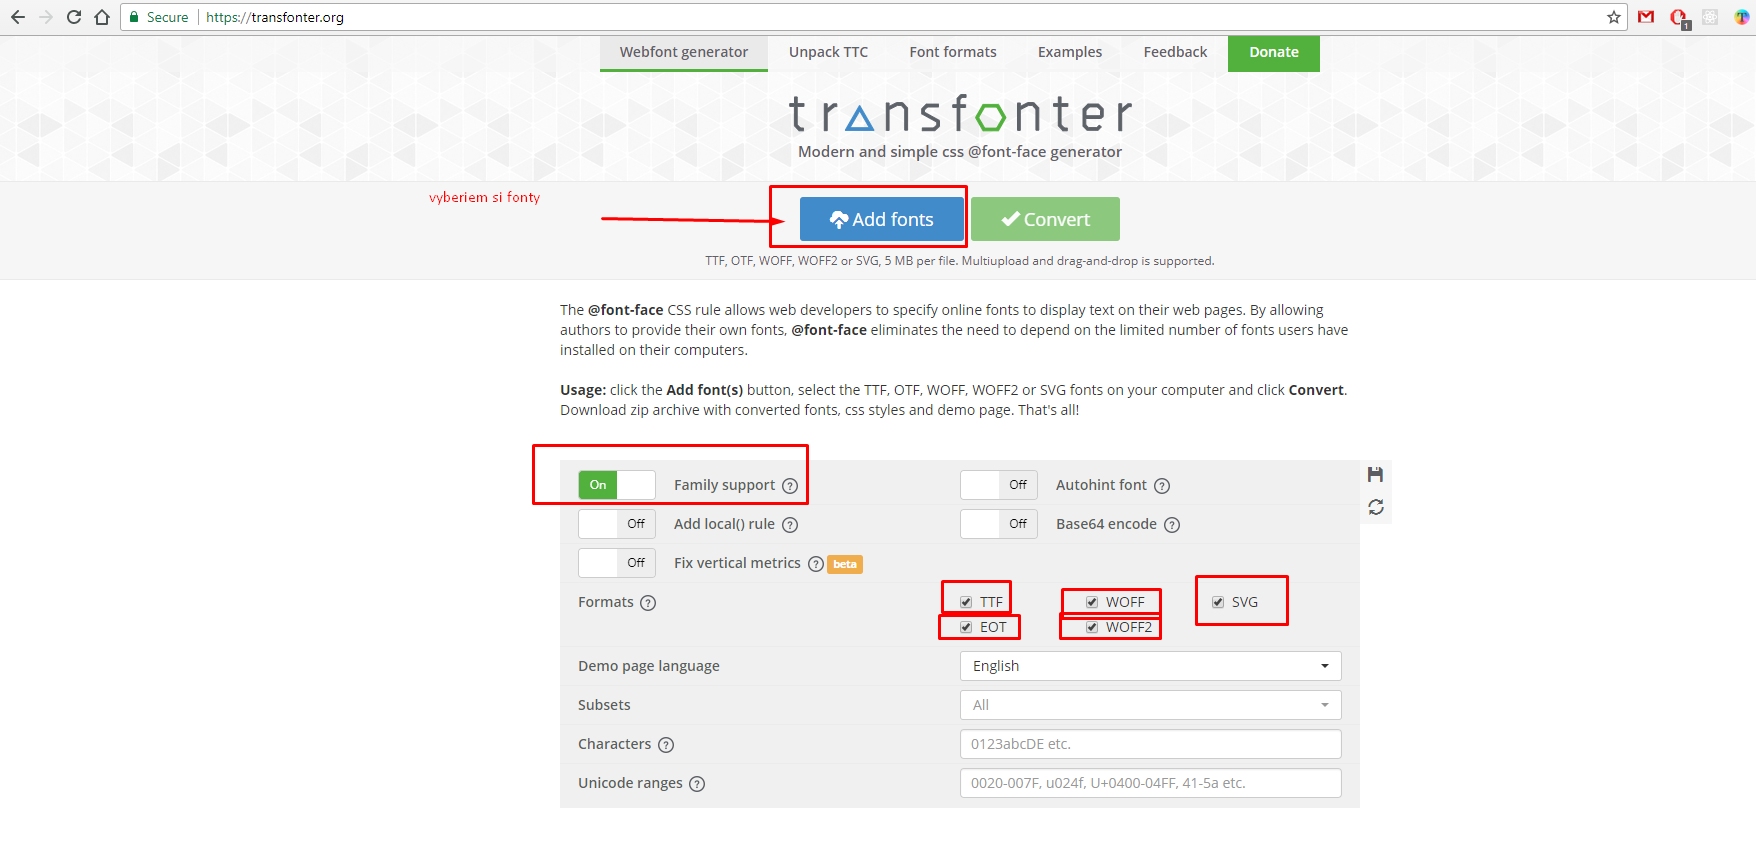 Secure https://transfonter.org
1
Webfont generator Unpack TTC Font formats Examples Feedback Donate
transfonter
Modern and simple css @font-face generator
vyberiem si fonty
Add fonts Convert
TTF, OTF, WOFF, WOFF2 or SVG, 5 MB per file. Multiupload and drag-and-drop is supported.
The @font-face CSS rule allows web developers to specify online fonts to display text on their web pages. By allowing
authors to provide their own fonts, @font-face eliminates the need to depend on the limited number of fonts users have
installed on their computers.
Usage: click the Add font(s) button, select the TTF, OTF, WOFF, WOFF2 or SVG fonts on your computer and click Convert.
Download zip archive with converted fonts, css styles and demo page. That's all!
On Family support ? Off Autohint font ?
Off Add local() rule ? Off Base64 encode ?
Off Fix vertical metrics ? beta
Formats ? TTF WOFF SVG
EOT WOFF2
Demo page language English
Subsets All
Characters ? 0123abcDE etc.
Unicode ranges ? 0020-007F, u024f, U+0400-04FF, 41-5a etc.